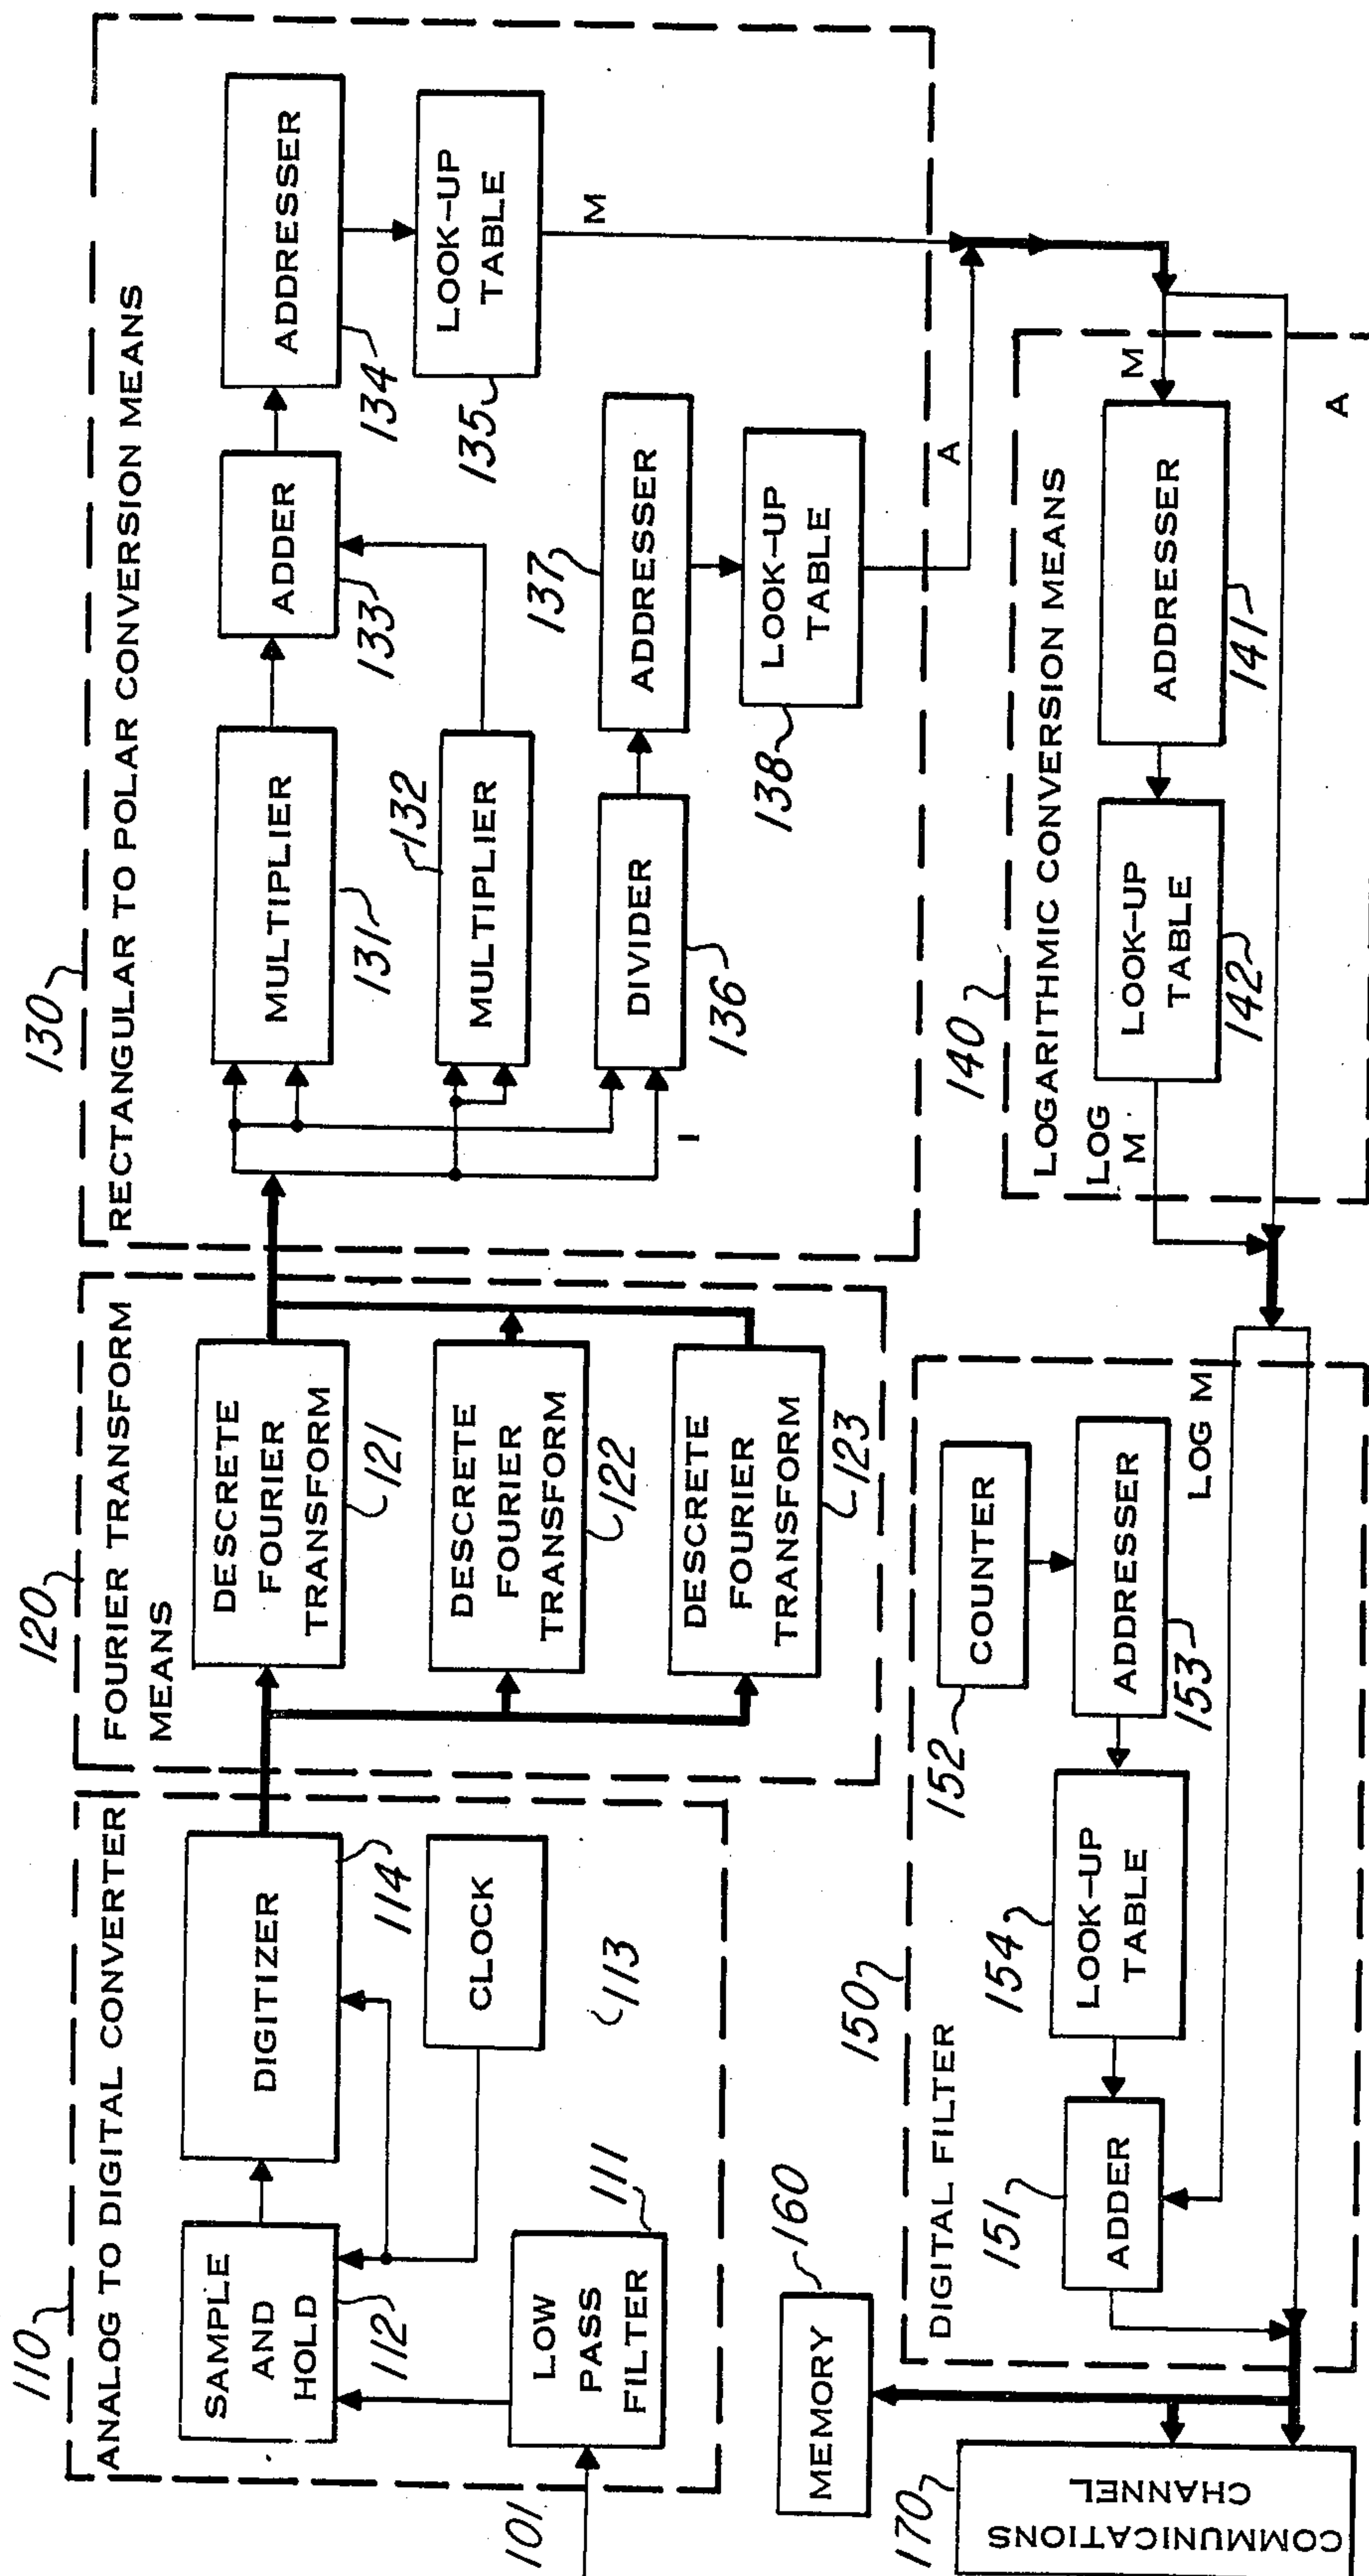 110
ANALOG TO DIGITAL CONVERTER
SAMPLE
AND
HOLD
112
DIGITIZER
114
CLOCK
113
LOW
PASS
FILTER
111
101
120
FOURIER TRANSFORM
MEANS
DESCRETE
FOURIER
TRANSFORM
121
DESCRETE
FOURIER
TRANSFORM
122
DESCRETE
FOURIER
TRANSFORM
123
130
RECTANGULAR TO POLAR CONVERSION MEANS
MULTIPLIER
131
ADDER
133
ADDRESSER
134
LOOK-UP
TABLE
135
M
132
MULTIPLIER
DIVIDER
136
137
ADDRESSER
LOOK-UP
TABLE
138
A
I
140
LOGARITHMIC CONVERSION MEANS
LOG
M
LOOK-UP
TABLE
142
ADDRESSER
141
M
A
150
DIGITAL FILTER
151
ADDER
154
LOOK-UP
TABLE
152
COUNTER
ADDRESSER
153
LOG M
160
MEMORY
170
COMMUNICATIONS
CHANNEL